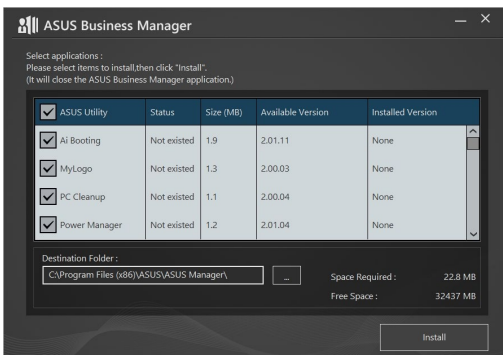 ASUS Business Manager
Select applications :
Please select items to install,then click "Install".
(It will close the ASUS Business Manager application.)
ASUS Utility Status Size (MB) Available Version Installed Version
Ai Booting Not existed 1.9 2.01.11 None
MyLogo Not existed 1.3 2.00.03 None
PC Cleanup Not existed 1.1 2.00.04 None
Power Manager Not existed 1.2 2.01.04 None
Destination Folder :
C:\Program Files (x86)\ASUS\ASUS Manager\ ... Space Required : 22.8 MB
Free Space : 32437 MB
Install